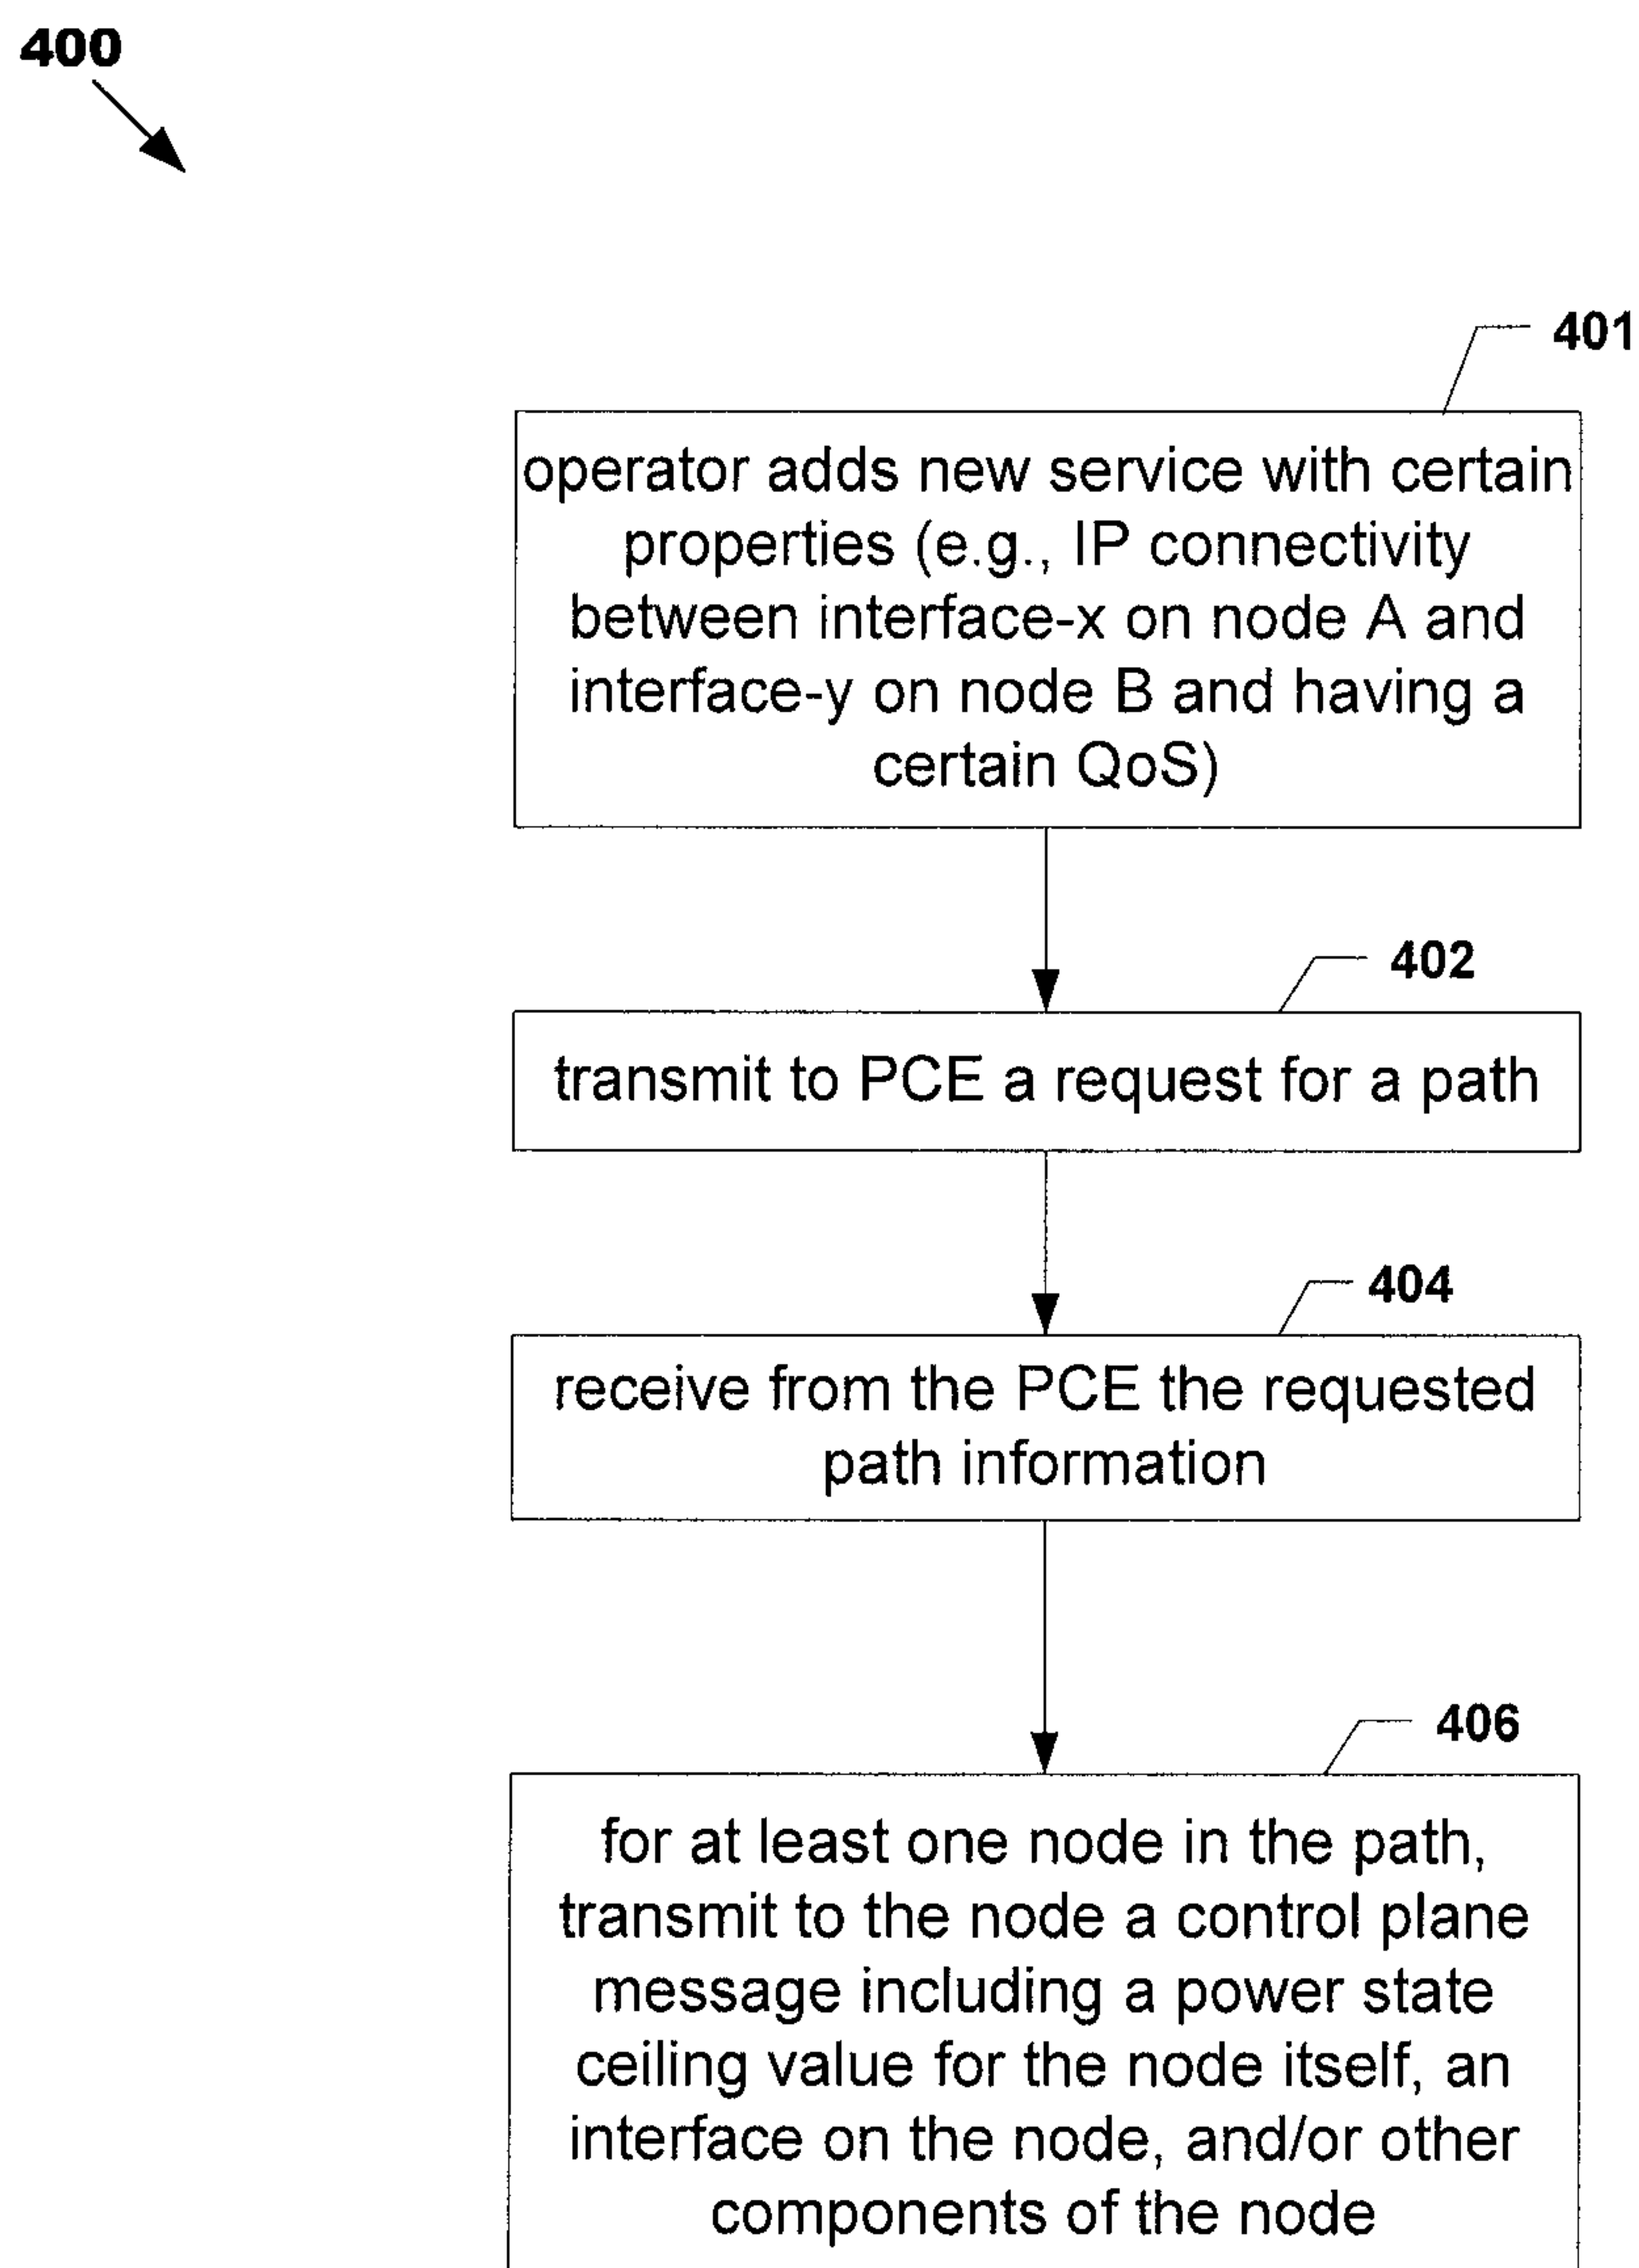 400
401
operator adds new service with certain
properties (e.g., IP connectivity
between interface-x on node A and
interface-y on node B and having a
certain QoS)
402
transmit to PCE a request for a path
404
receive from the PCE the requested
path information
406
for at least one node in the path,
transmit to the node a control plane
message including a power state
ceiling value for the node itself, an
interface on the node, and/or other
components of the node